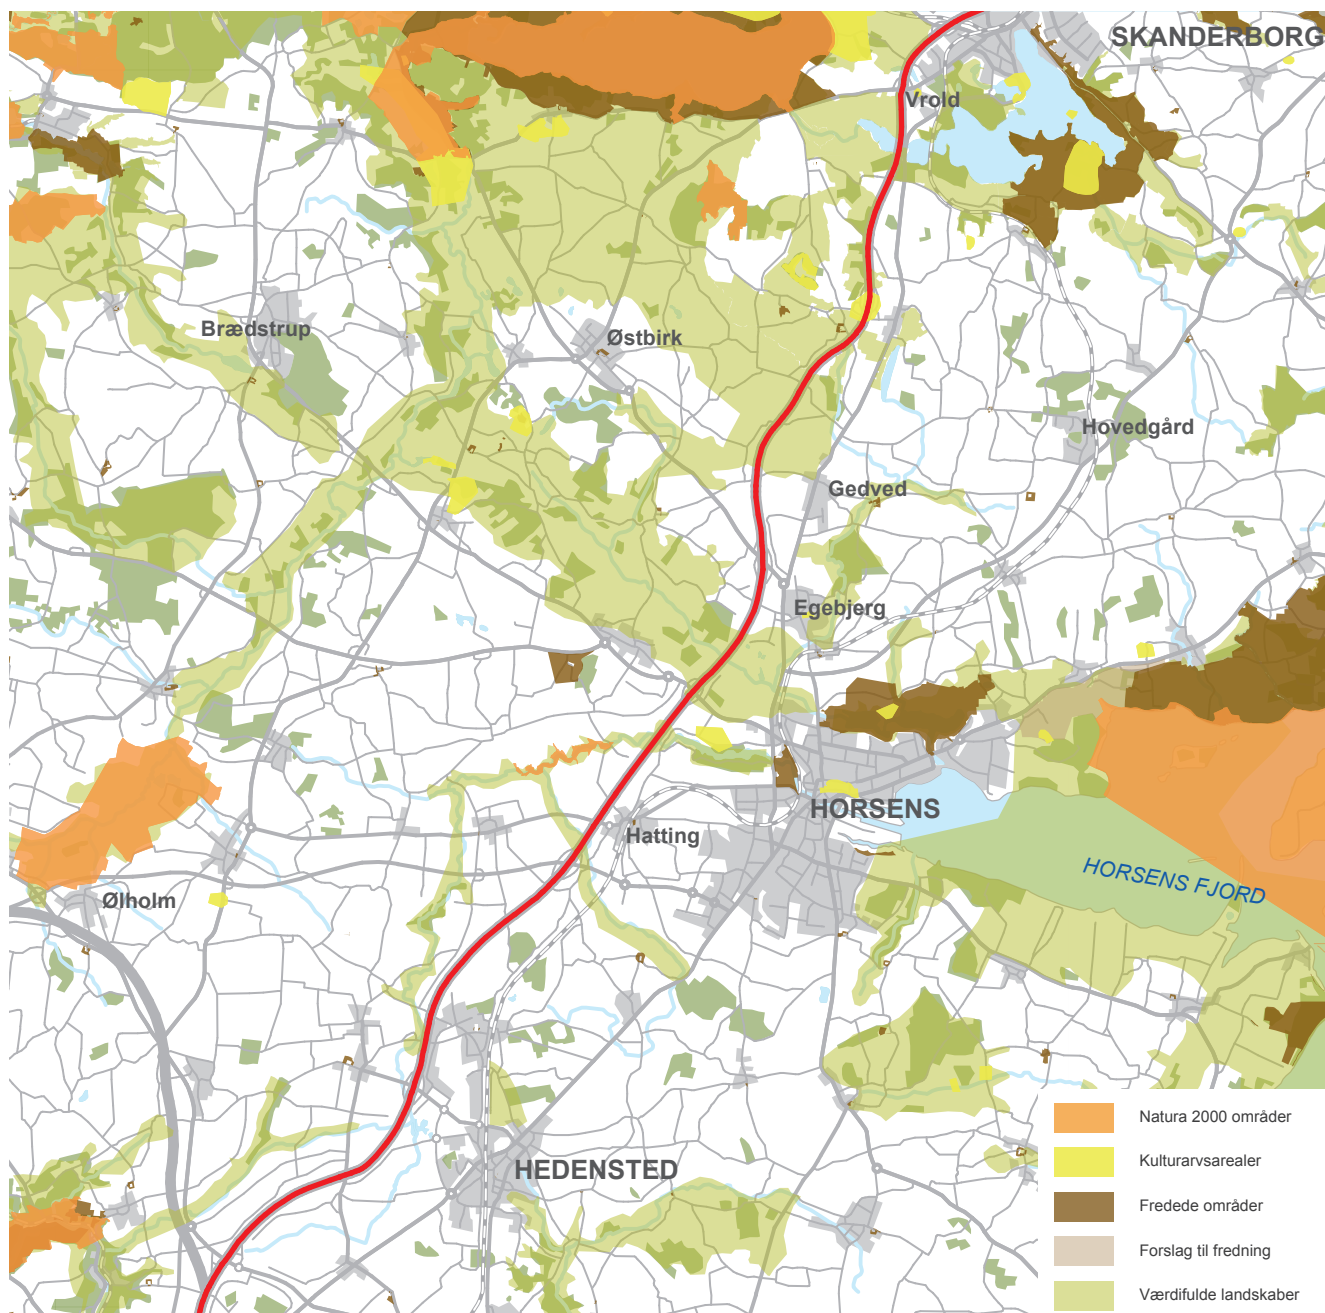 SKANDERBORG
Vrold
Brædstrup
Østbirk
Hovedgård
Gedved
Egebjerg
HORSENS
Hatting
HORSENS FJORD
Ølholm
HEDENSTED
Natura 2000 områder
Kulturarvsarealer
Fredede områder
Forslag til fredning
Værdifulde landskaber